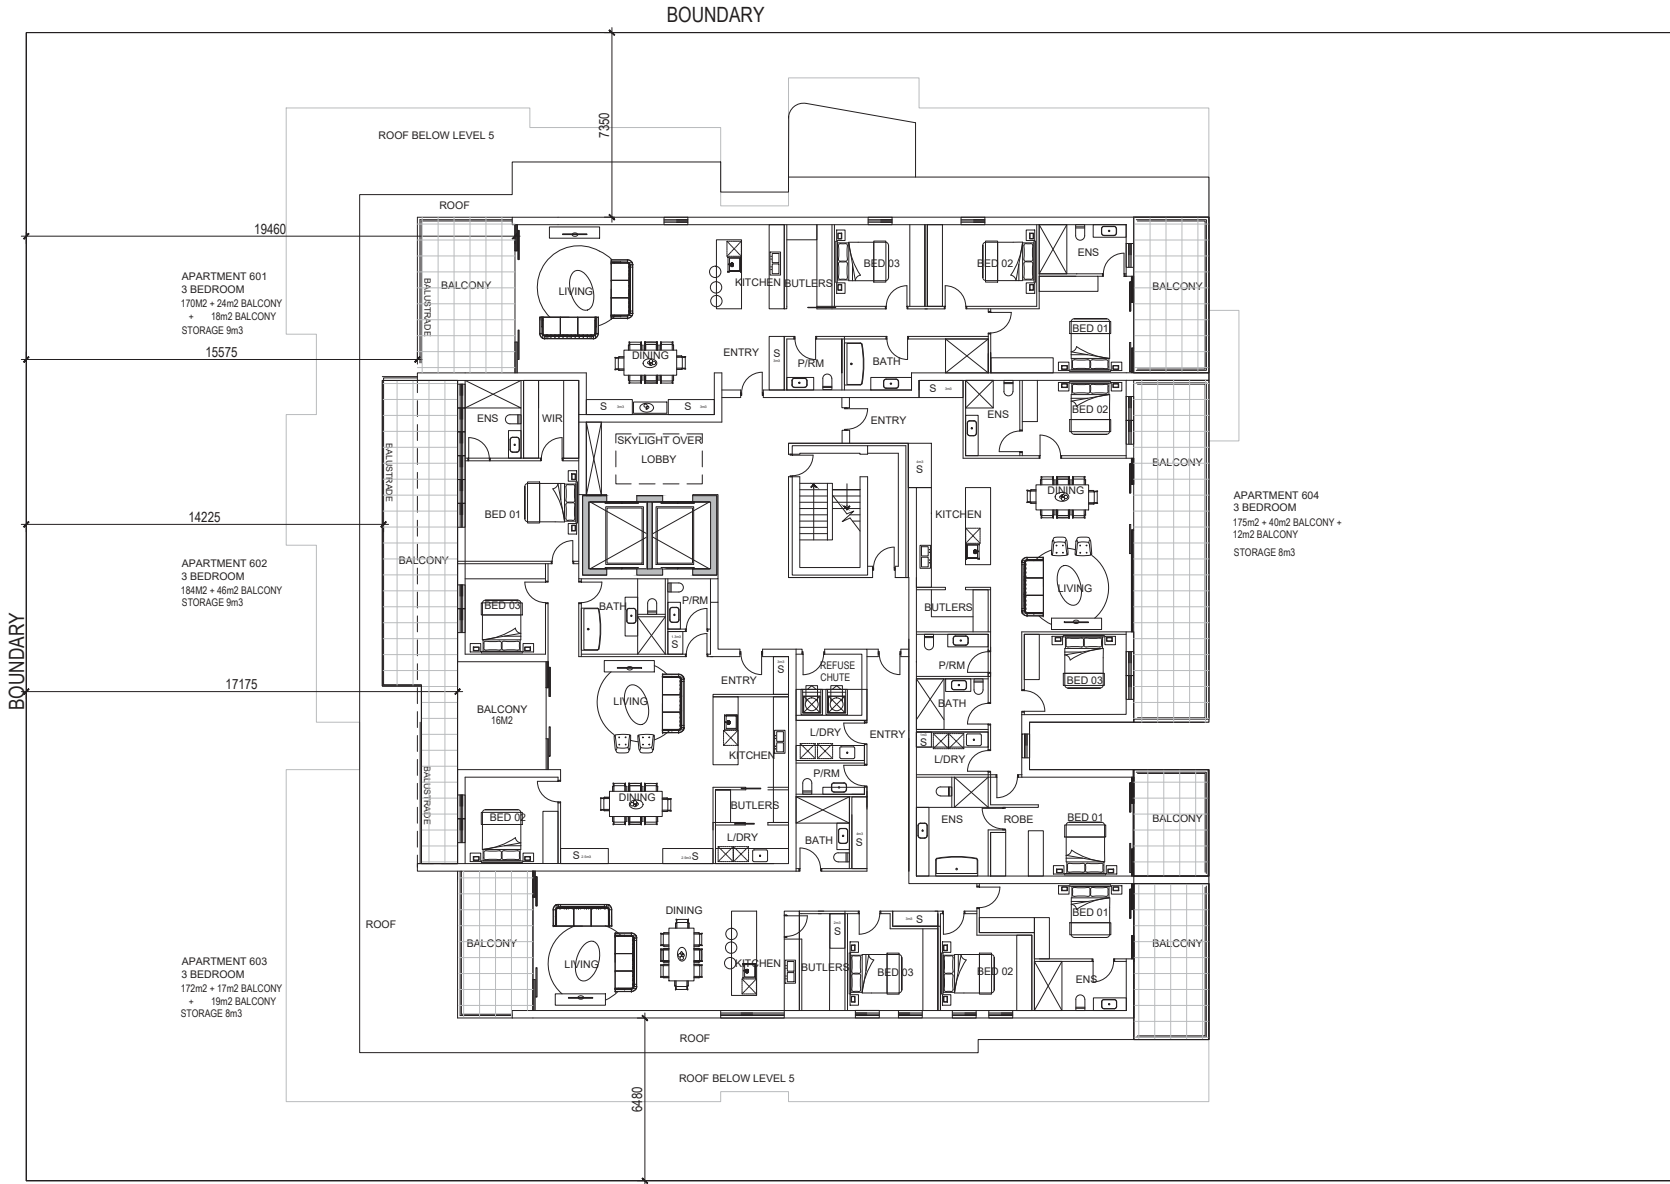 BOUNDARY
7350
ROOF BELOW LEVEL 5
ROOF
19460
APARTMENT 601
3 BEDROOM
170M2 + 24m2 BALCONY
+ 18m2 BALCONY
STORAGE 9m3
15575
BALUSTRADE
BALCONY
LIVING
DINING
KITCHEN
BUTLERS
BED 03
BED 02
ENS
BED 01
BALCONY
ENTRY
S
P/RM
BATH
S
S
SKYLIGHT OVER
LOBBY
ENTRY
S
ENS
BED 02
BALCONY
ENS
WIR
BALUSTRADE
BED 01
BALCONY
14225
APARTMENT 602
3 BEDROOM
184M2 + 46m2 BALCONY
STORAGE 9m3
BOUNDARY
17175
BED 03
BATH
P/RM
S
BALCONY
16M2
LIVING
ENTRY
S
KITCHEN
DINING
BUTLERS
L/DRY
BED 02
BALUSTRADE
S
S
S
KITCHEN
DINING
LIVING
BUTLERS
APARTMENT 604
3 BEDROOM
175m2 + 40m2 BALCONY +
12m2 BALCONY
STORAGE 8m3
REFUSE
CHUTE
L/DRY
ENTRY
P/RM
BATH
S
P/RM
BATH
S
L/DRY
BED 03
ENS
ROBE
BED 01
BALCONY
ROOF
APARTMENT 603
3 BEDROOM
172m2 + 17m2 BALCONY
+ 19m2 BALCONY
STORAGE 8m3
BALCONY
LIVING
DINING
KITCHEN
BUTLERS
S
BED 03
S
BED 02
BED 01
ENS
BALCONY
ROOF
ROOF BELOW LEVEL 5
6480